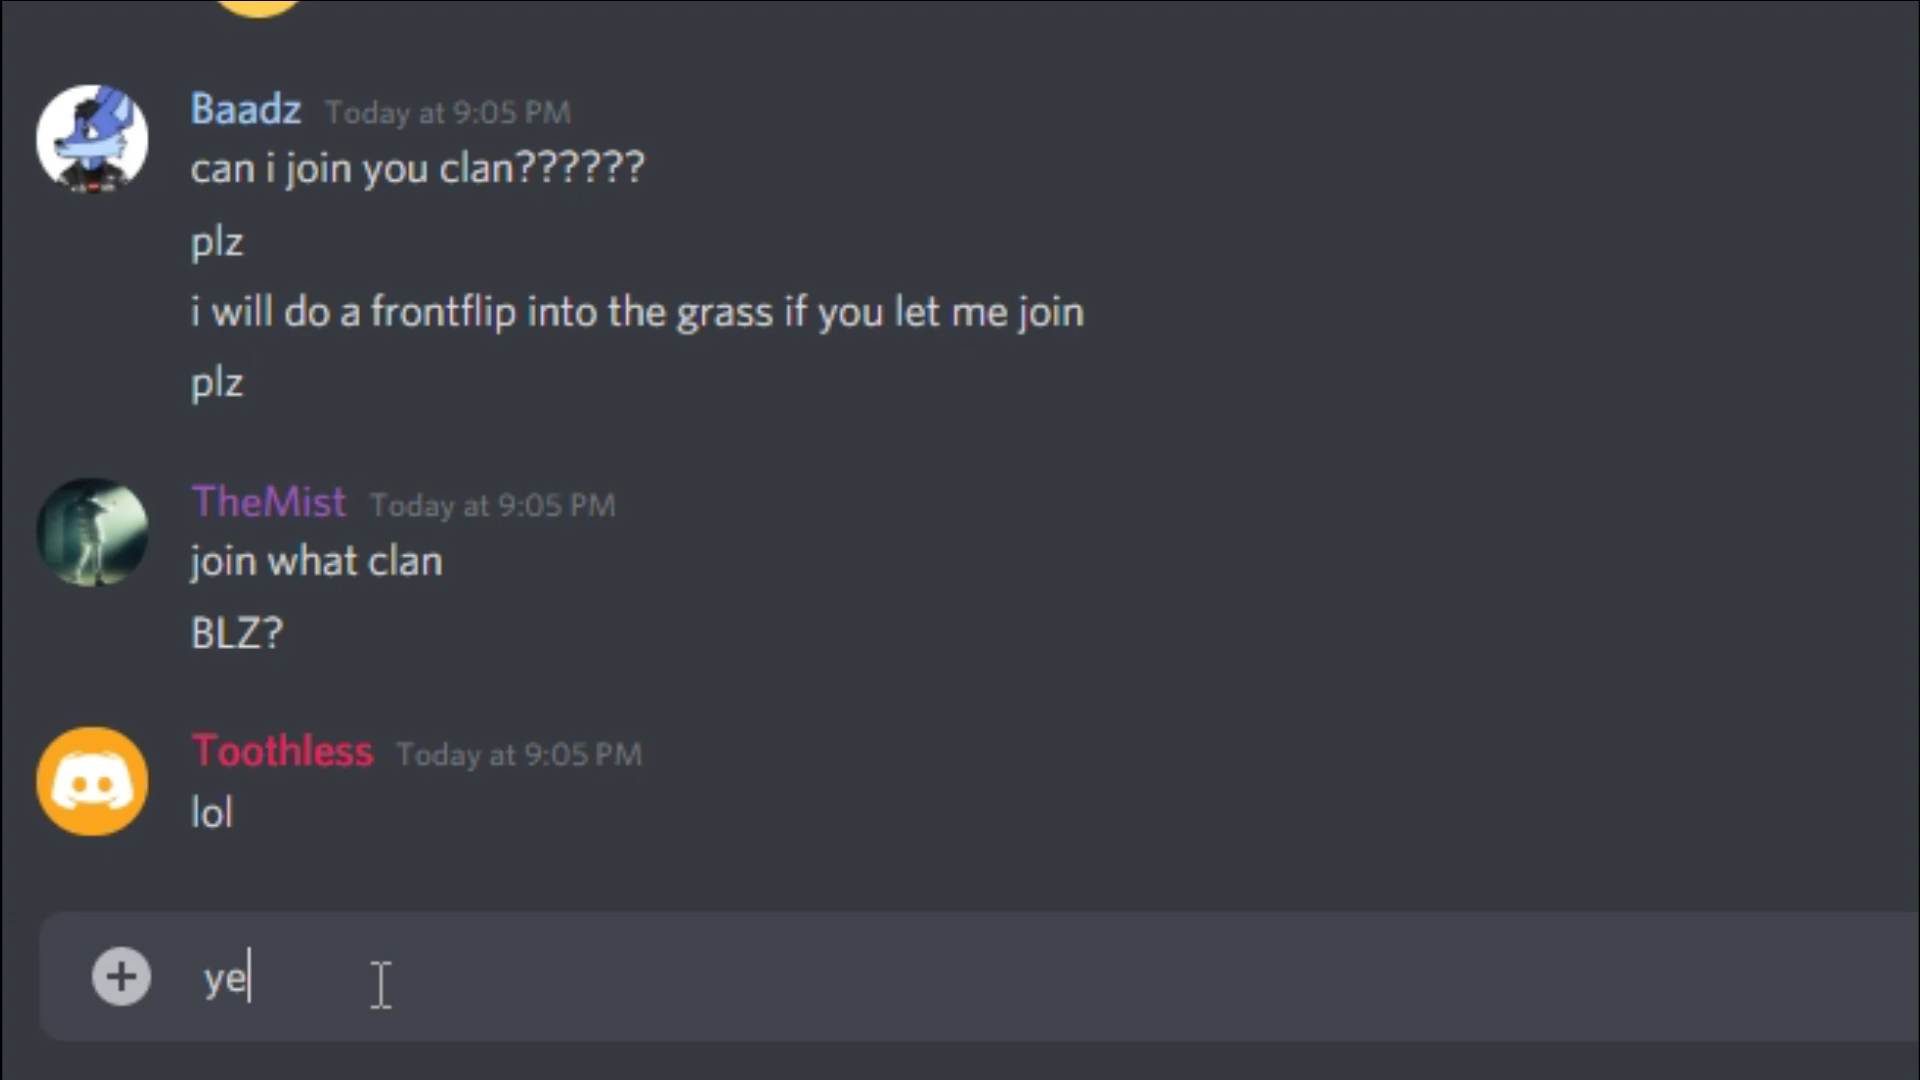 Baadz Today at 9:05 PM
can i join you clan??????
plz
i will do a frontflip into the grass if you let me join
plz
TheMist Today at 9:05 PM
join what clan
BLZ?
Toothless Today at 9:05 PM
lol
ye